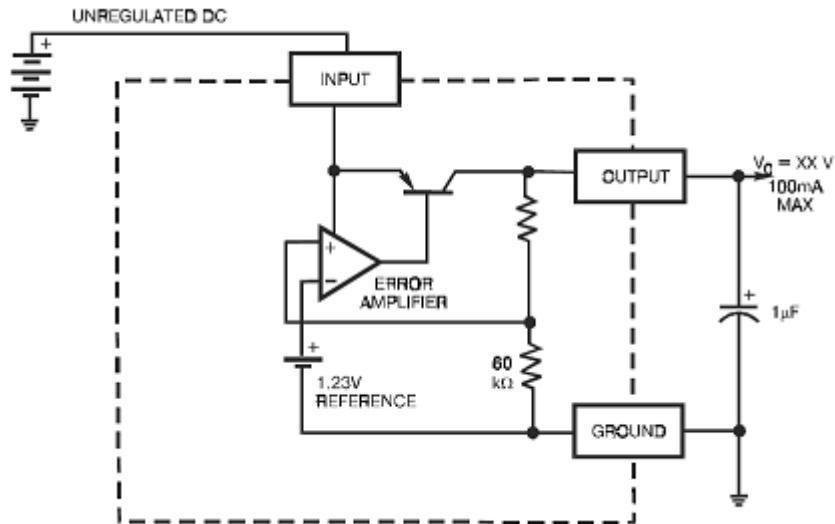 UNREGULATED DC
+
INPUT
OUTPUT
V0 = XX V
100mA
MAX
+
−
ERROR
AMPLIFIER
+
1µF
+
1.23V
REFERENCE
60
kΩ
GROUND